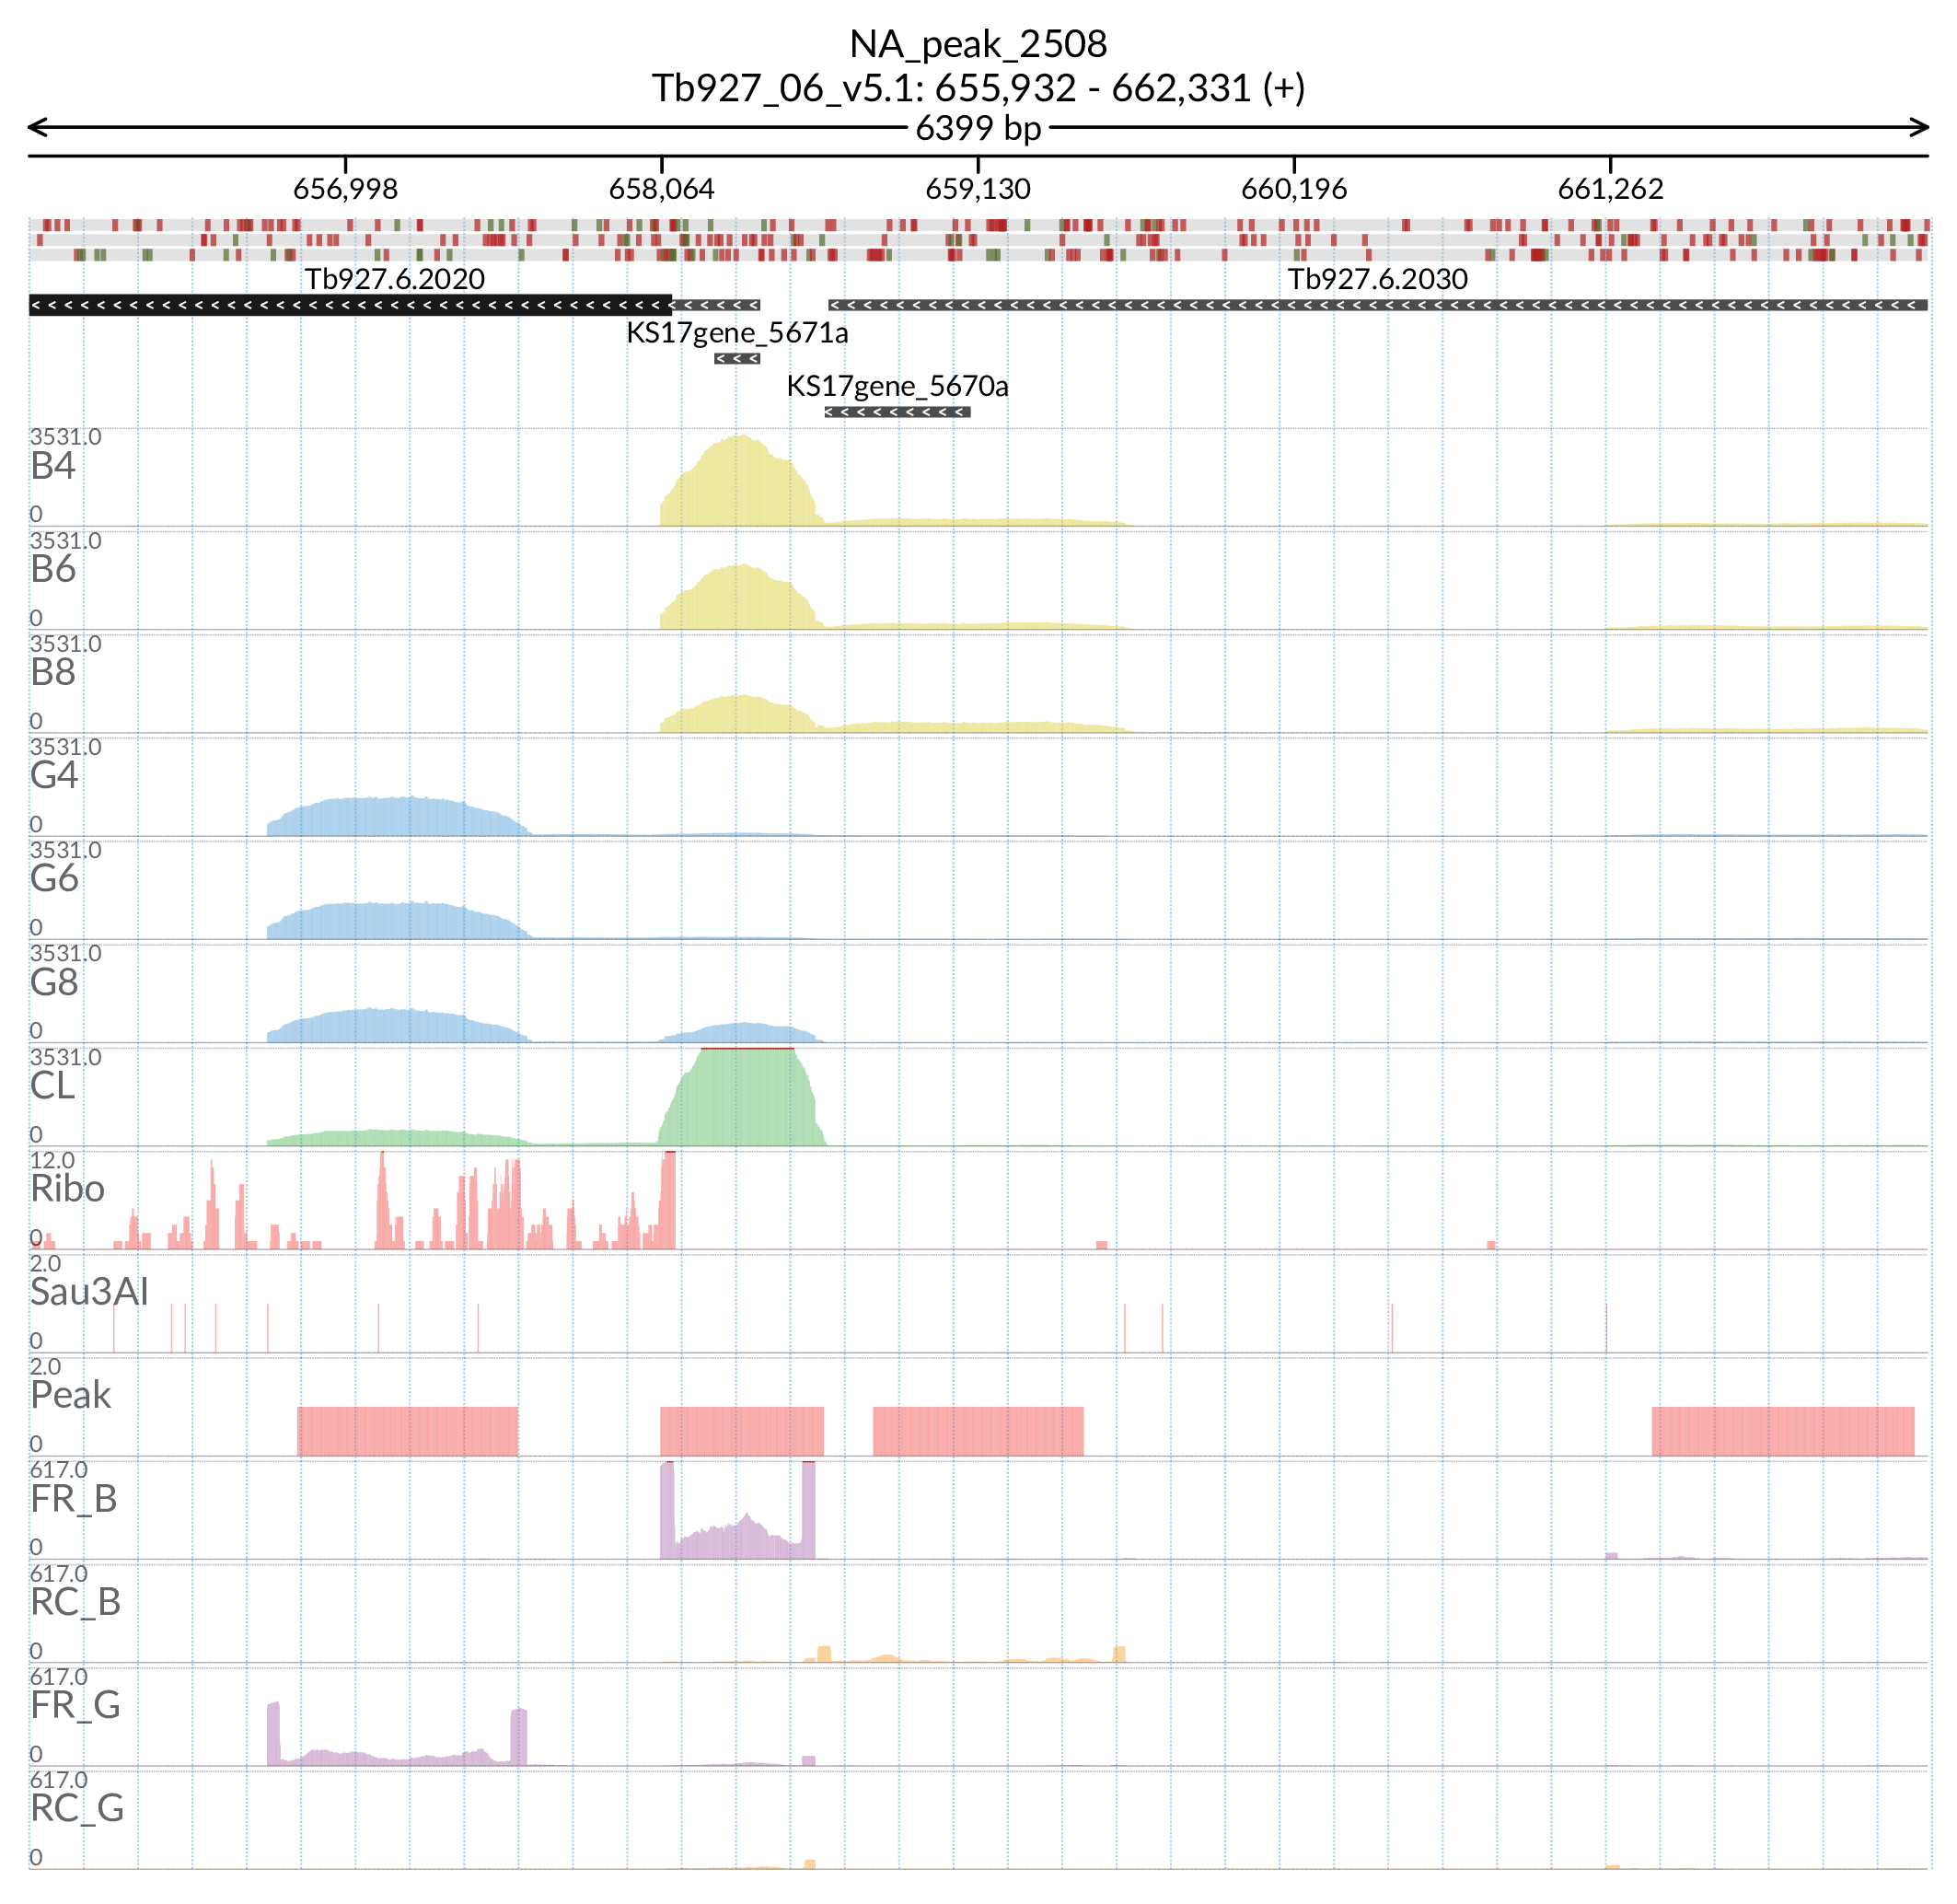 NA_peak_2508
Tb927_06_v5.1: 655,932 - 662,331 (+)
6399 bp
656,998 658,064 659,130 660,196 661,262
Tb927.6.2020 Tb927.6.2030
KS17gene_5671a
KS17gene_5670a
3531.0
B4
0
3531.0
B6
0
3531.0
B8
0
3531.0
G4
0
3531.0
G6
0
3531.0
G8
0
3531.0
CL
0
12.0
Ribo
0
2.0
Sau3AI
0
2.0
Peak
0
617.0
FR_B
0
617.0
RC_B
0
617.0
FR_G
0
617.0
RC_G
0